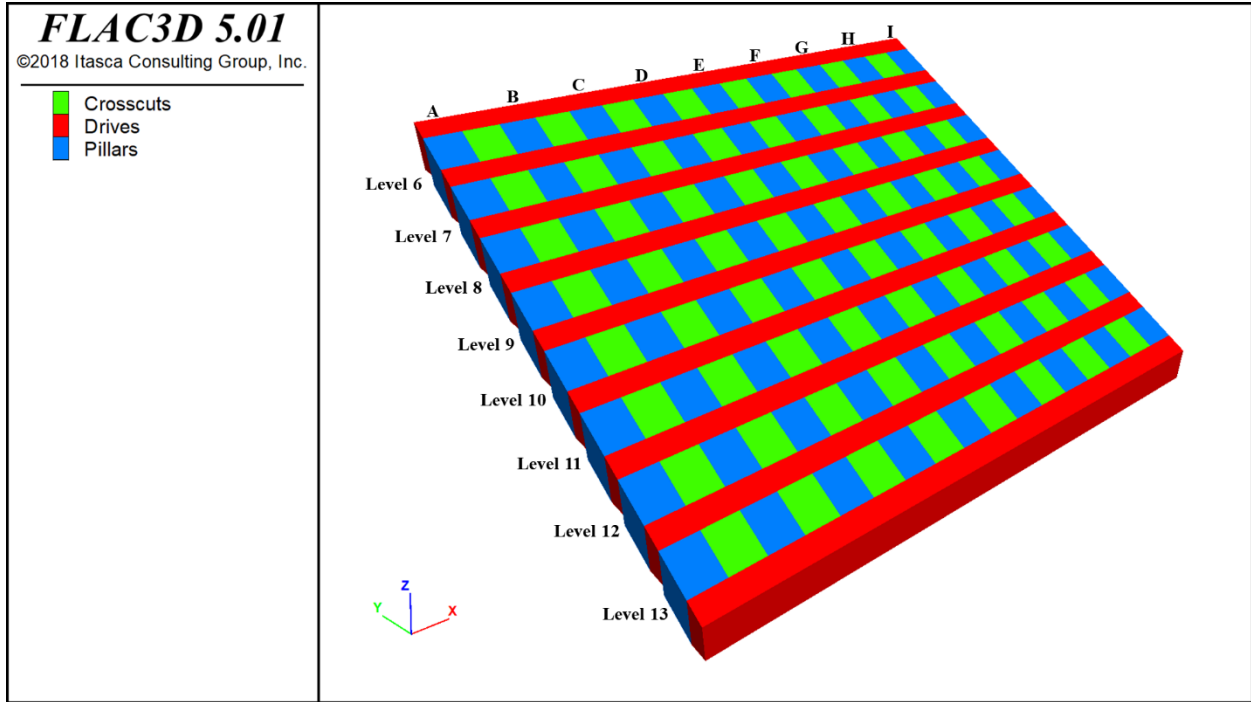 FLAC3D 5.01
©2018 Itasca Consulting Group, Inc.
Crosscuts
Drives
Pillars
A
B
C
D
E
F
G
H
I
Level 6
Level 7
Level 8
Level 9
Level 10
Level 11
Level 12
Level 13
Z
Y
X